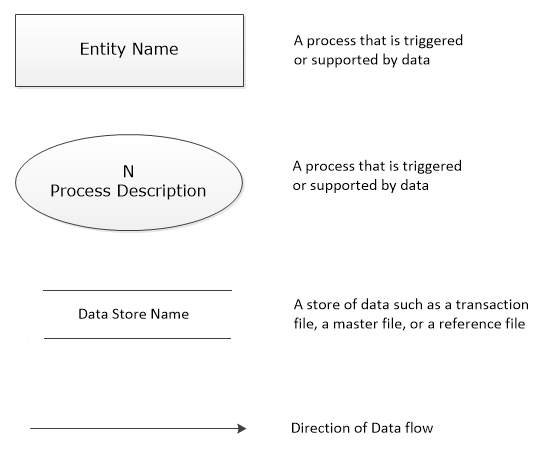 Entity Name
A process that is triggered
or supported by data
N
Process Description
A process that is triggered
or supported by data
Data Store Name
A store of data such as a transaction
file, a master file, or a reference file
Direction of Data flow